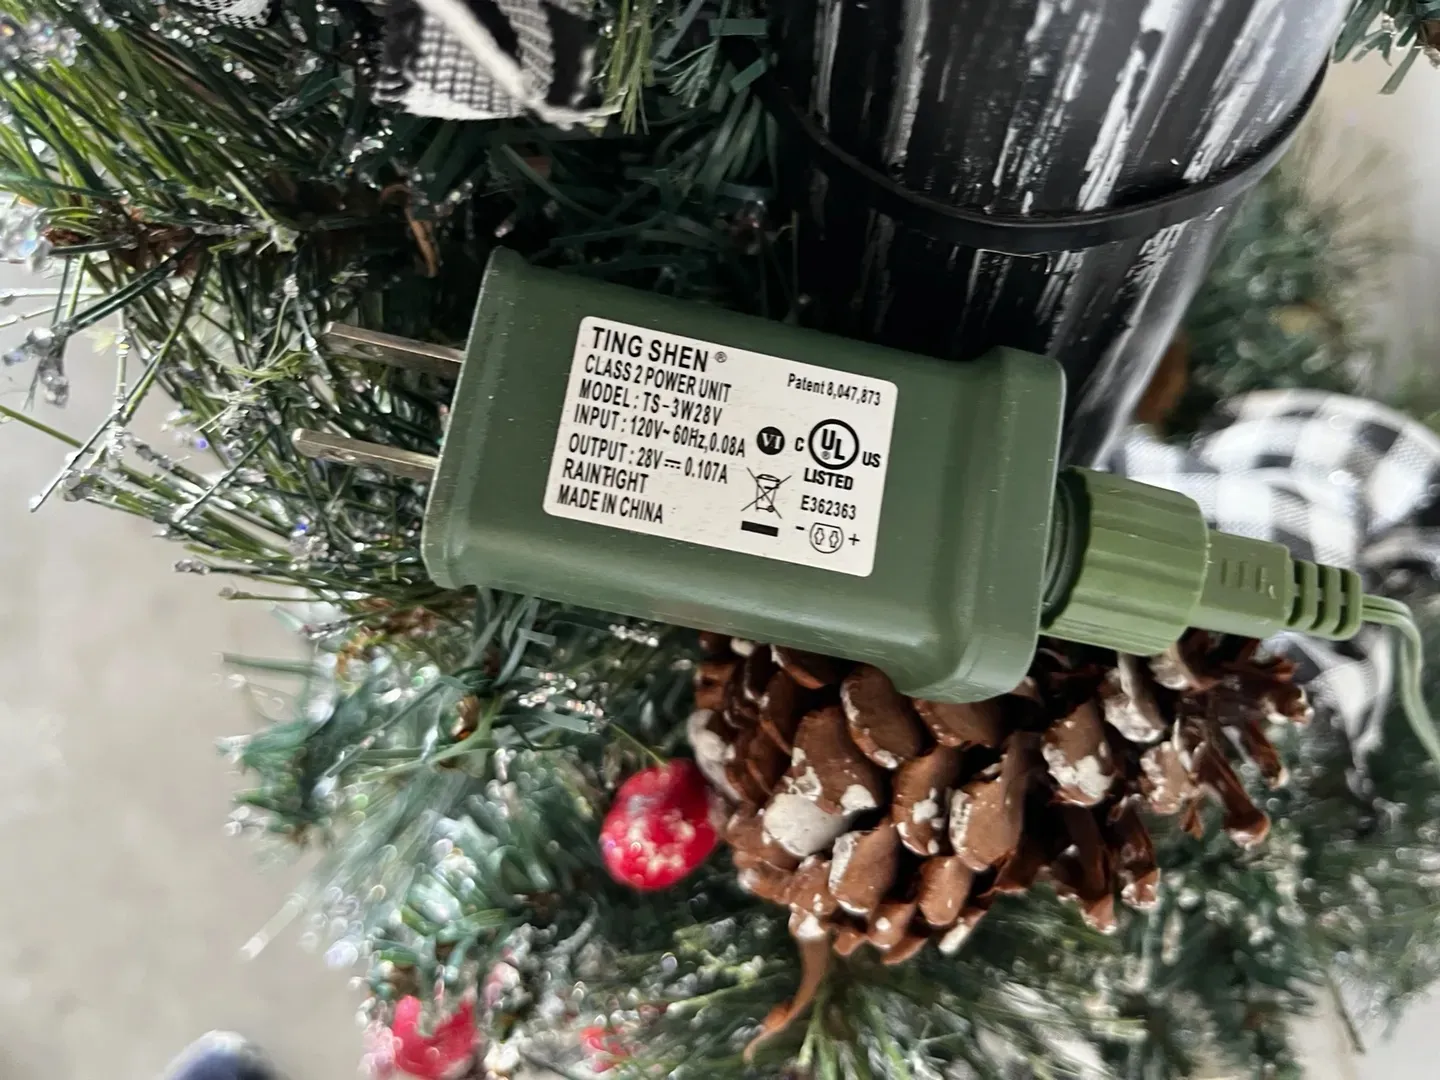 TING SHEN®
CLASS 2 POWER UNIT
MODEL : TS-3W28V
INPUT : 120V~60Hz,0.08A
OUTPUT : 28V⎓0.107A
RAINTIGHT
MADE IN CHINA
Patent 8,047,873
VI
C UL US
®
LISTED
E362363
- +